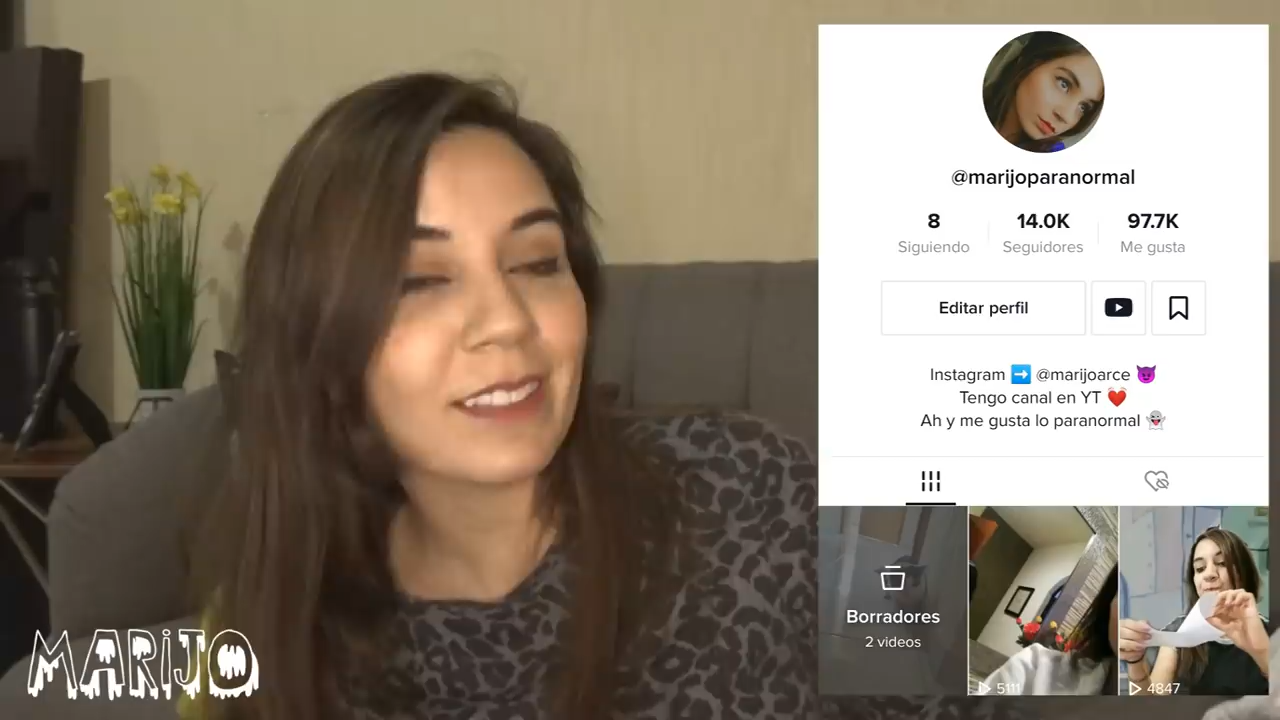 @marijoparanormal
8 14.0K 97.7K
Siguiendo Seguidores Me gusta
Editar perfil
Instagram ➡️ @marijoarce 😈
Tengo canal en YT ❤️
Ah y me gusta lo paranormal 👻
Borradores
2 videos
5111 4847
MARIJO